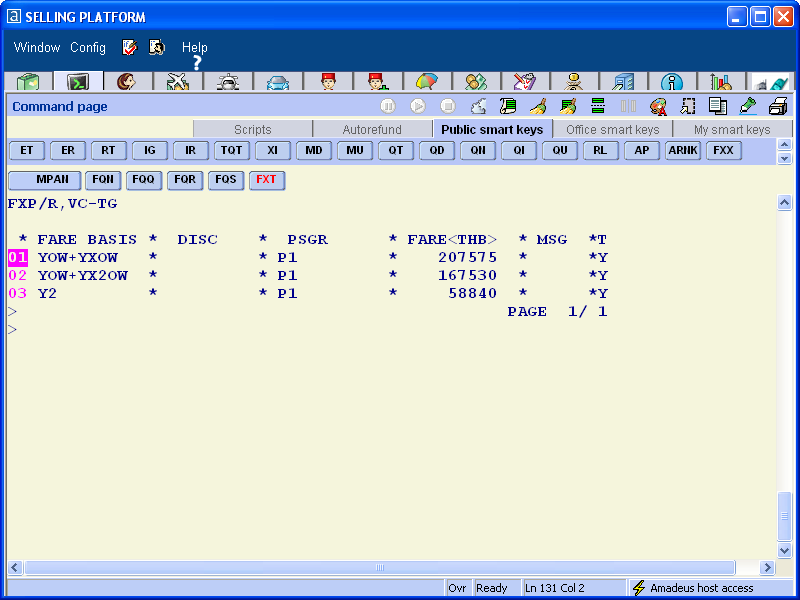 a SELLING PLATFORM
Window Config Help
?
Command page
Scripts Autorefund Public smart keys Office smart keys My smart keys
ET ER RT IG IR TQT XI MD MU QT QD QN QI QU RL AP ARNK FXX
MPAN FQN FQQ FQR FQS FXT
FXP/R,VC-TG
* FARE BASIS * DISC * PSGR * FARE<THB> * MSG *T
01 YOW+YXOW * * P1 * 207575 * *Y
02 YOW+YX2OW * * P1 * 167530 * *Y
03 Y2 * * P1 * 58840 * *Y
> PAGE 1/ 1
>
Ovr Ready Ln 131 Col 2 Amadeus host access